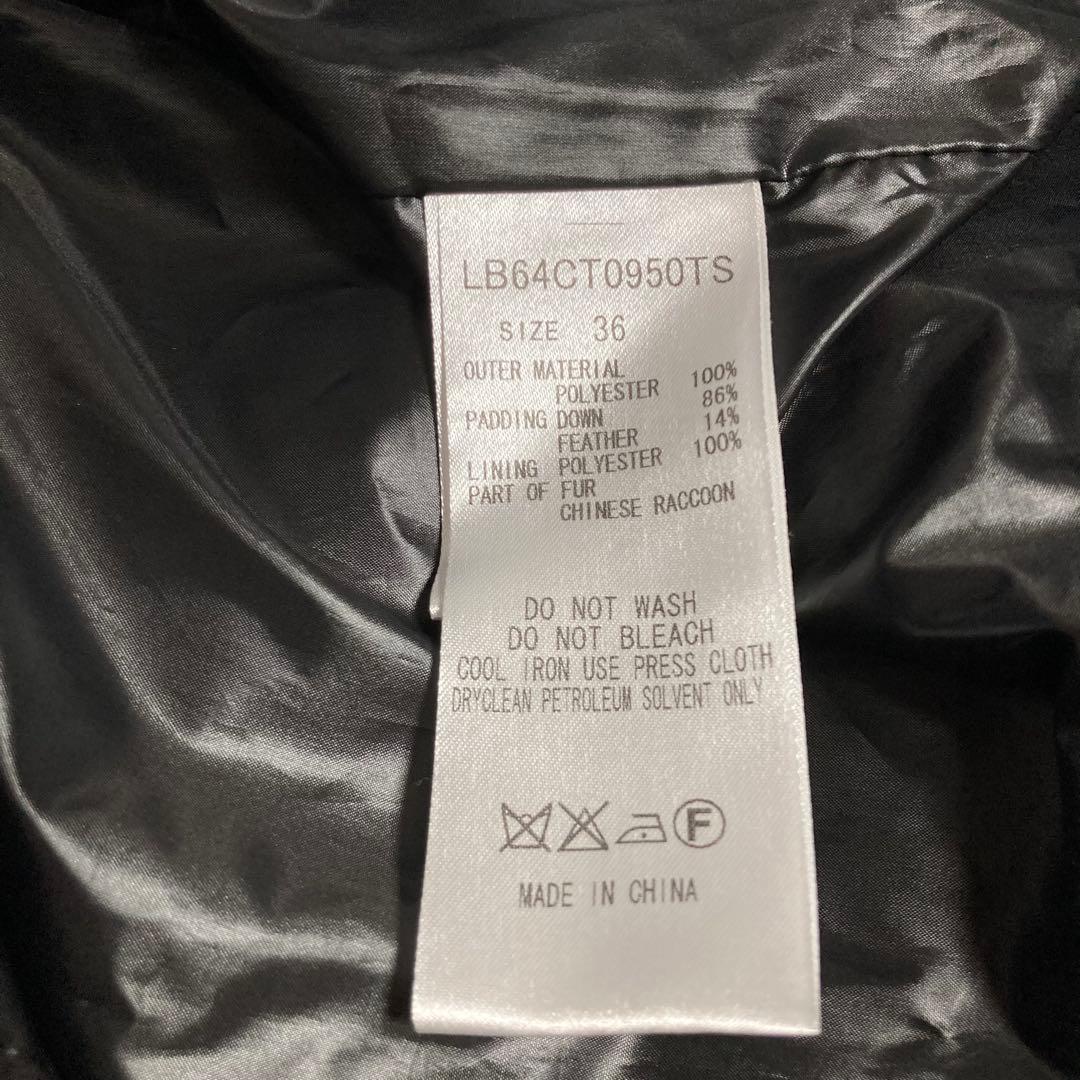 LB64CT0950TS
SIZE 36
OUTER MATERIAL
POLYESTER 100%
PADDING DOWN 86%
FEATHER 14%
LINING POLYESTER 100%
PART OF FUR
CHINESE RACCOON
DO NOT WASH
DO NOT BLEACH
COOL IRON USE PRESS CLOTH
DRYCLEAN PETROLEUM SOLVENT ONLY
F
MADE IN CHINA